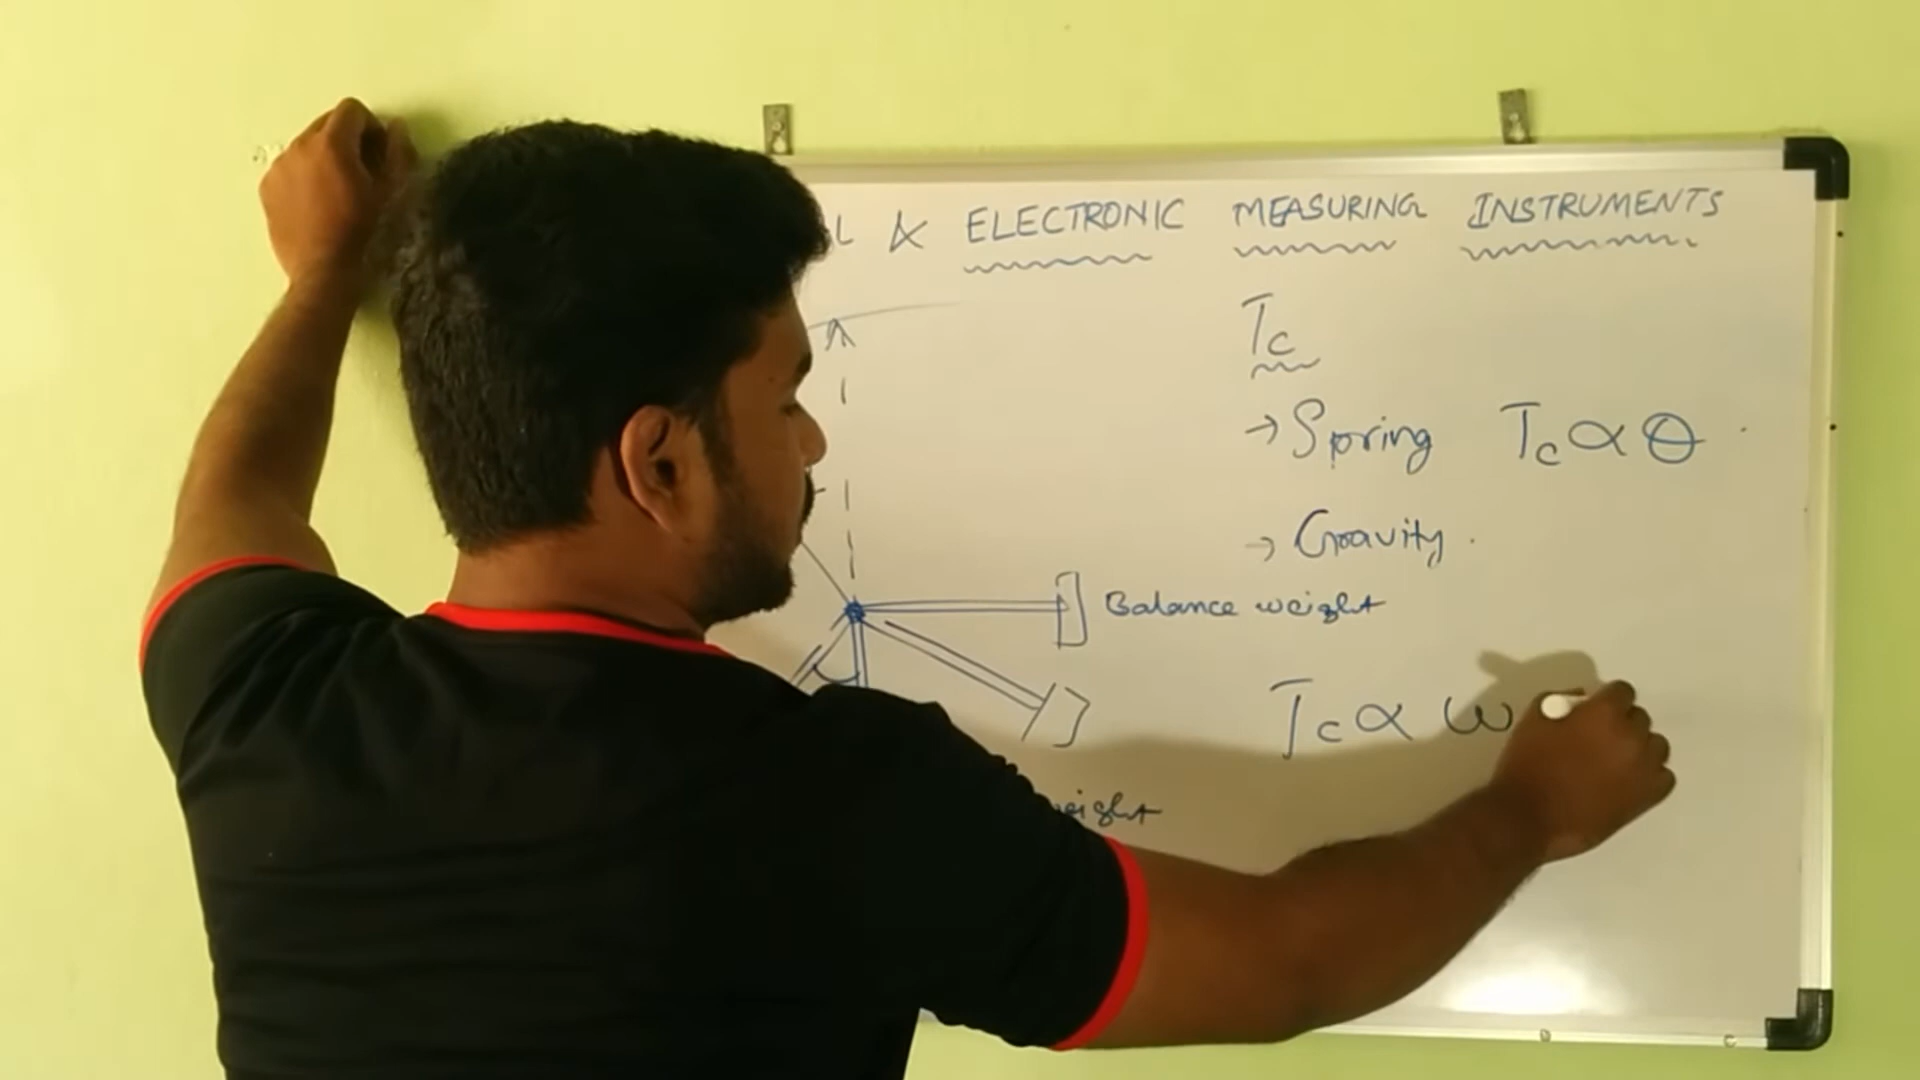 & ELECTRONIC MEASURING INSTRUMENTS
Tc
→ Spring Tc ∝ θ
→ Gravity.
Balance weight
Tc ∝ w